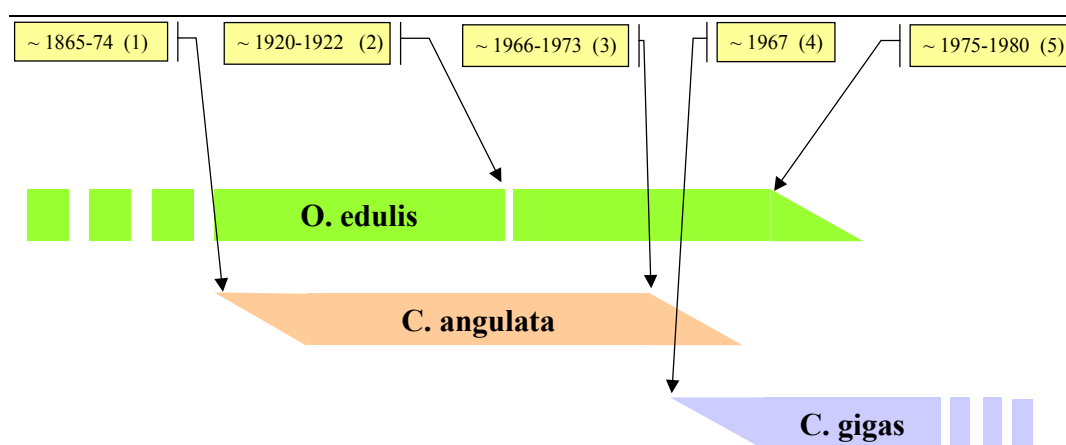 ~ 1865-74 (1)
~ 1920-1922 (2)
~ 1966-1973 (3)
~ 1967 (4)
~ 1975-1980 (5)
O. edulis
C. angulata
C. gigas